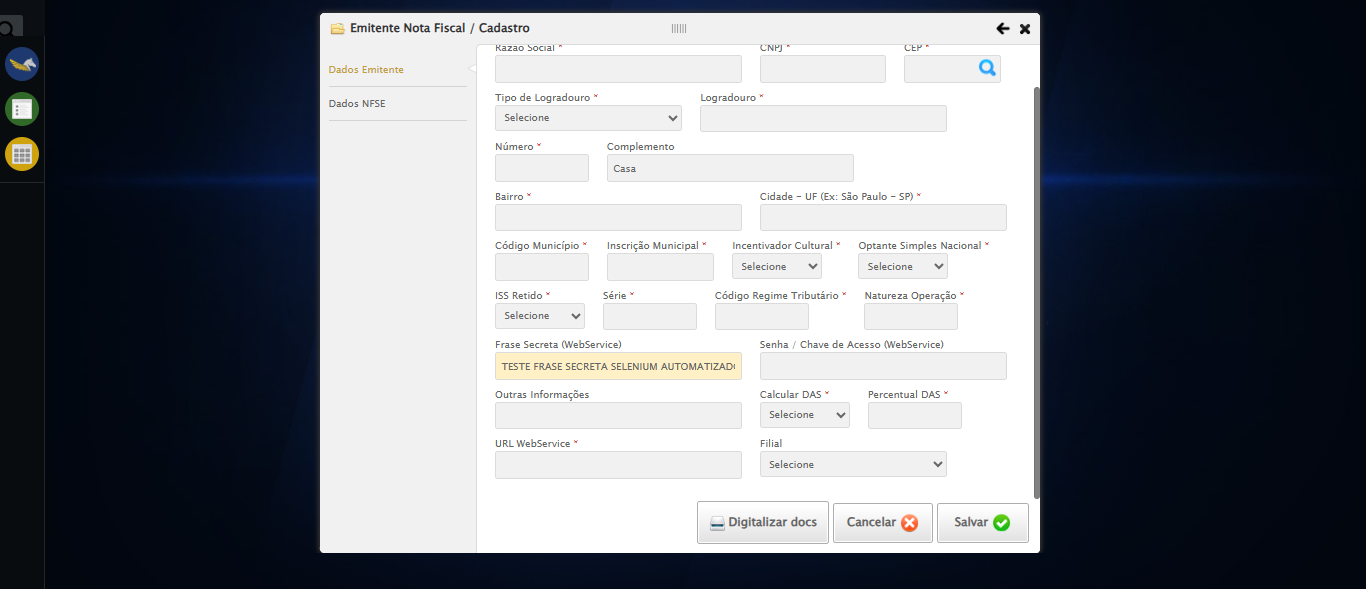 Emitente Nota Fiscal / Cadastro
Dados Emitente
Dados NFSE
Razão Social * CNPJ * CEP *
Tipo de Logradouro * Logradouro *
Selecione
Número * Complemento
Casa
Bairro * Cidade - UF (Ex: São Paulo - SP) *
Código Município * Inscrição Municipal * Incentivador Cultural * Optante Simples Nacional *
Selecione Selecione
ISS Retido * Série * Código Regime Tributário * Natureza Operação *
Selecione
Frase Secreta (WebService) Senha / Chave de Acesso (WebService)
TESTE FRASE SECRETA SELENIUM AUTOMATIZADO
Outras Informações Calcular DAS * Percentual DAS *
Selecione
URL WebService * Filial
Selecione
Digitalizar docs Cancelar Salvar